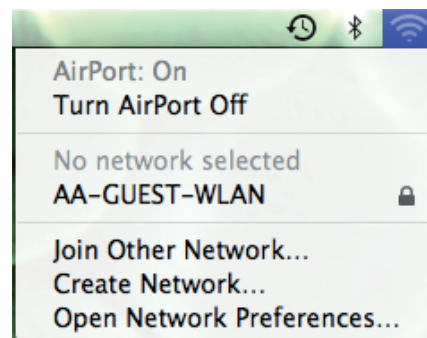 AirPort: On
Turn AirPort Off
No network selected
AA-GUEST-WLAN
Join Other Network...
Create Network...
Open Network Preferences...